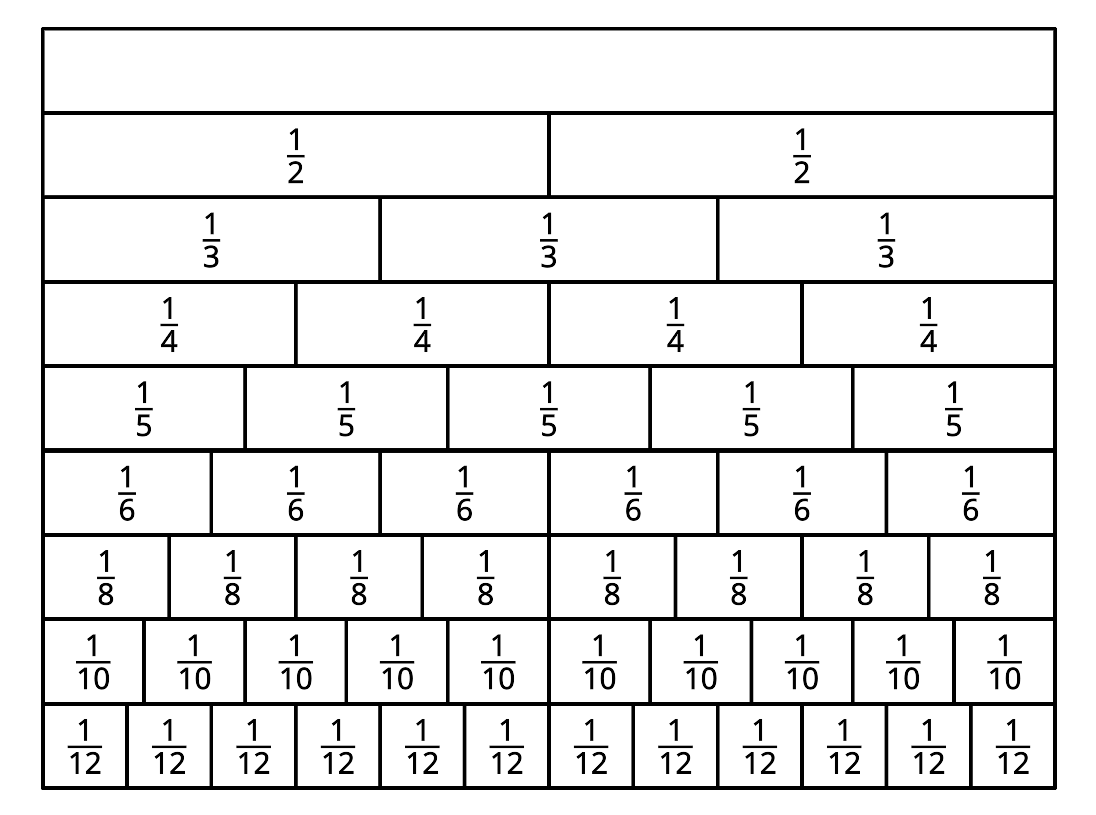 1/2 1/2
1/3 1/3 1/3
1/4 1/4 1/4 1/4
1/5 1/5 1/5 1/5 1/5
1/6 1/6 1/6 1/6 1/6 1/6
1/8 1/8 1/8 1/8 1/8 1/8 1/8 1/8
1/10 1/10 1/10 1/10 1/10 1/10 1/10 1/10 1/10 1/10
1/12 1/12 1/12 1/12 1/12 1/12 1/12 1/12 1/12 1/12 1/12 1/12